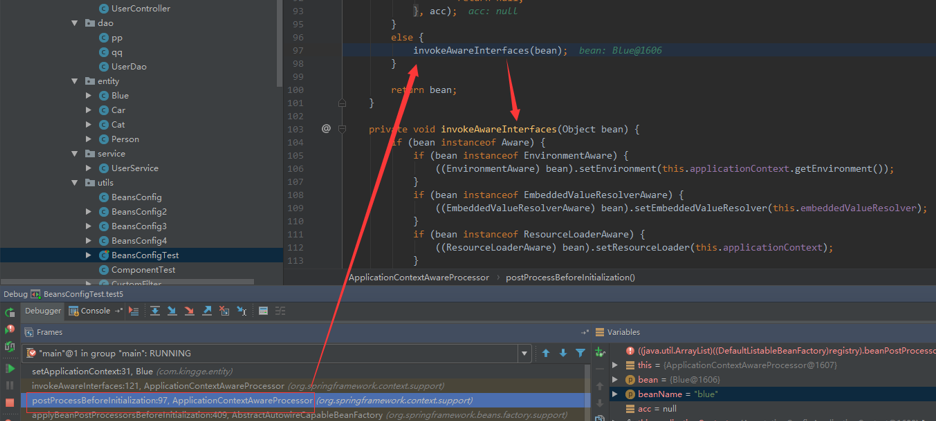 UserController
dao
pp
qq
UserDao
entity
Blue
Car
Cat
Person
service
UserService
utils
BeansConfig
BeansConfig2
BeansConfig3
BeansConfig4
BeansConfigTest
ComponentTest
CustomFilter
93 }, acc); acc: null
94
95 }
96 else {
97 invokeAwareInterfaces(bean); bean: Blue@1606
98 }
99
100 return bean;
101 }
102
103 @ private void invokeAwareInterfaces(Object bean) {
104 if (bean instanceof Aware) {
105 if (bean instanceof EnvironmentAware) {
106 ((EnvironmentAware) bean).setEnvironment(this.applicationContext.getEnvironment());
107 }
108 if (bean instanceof EmbeddedValueResolverAware) {
109 ((EmbeddedValueResolverAware) bean).setEmbeddedValueResolver(this.embeddedValueResolver);
110 }
111 if (bean instanceof ResourceLoaderAware) {
112 ((ResourceLoaderAware) bean).setResourceLoader(this.applicationContext);
113 }
ApplicationContextAwareProcessor › postProcessBeforeInitialization()
Debug BeansConfigTest.test5
Debugger Console
Frames
"main"@1 in group "main": RUNNING
setApplicationContext:31, Blue (com.kingge.entity)
invokeAwareInterfaces:121, ApplicationContextAwareProcessor (org.springframework.context.support)
postProcessBeforeInitialization:97, ApplicationContextAwareProcessor (org.springframework.context.support)
applyBeanPostProcessorsBeforeInitialization:409, AbstractAutowireCapableBeanFactory (org.springframework.beans.factory.support)
Variables
((java.util.ArrayList)((DefaultListableBeanFactory)registry).beanPostProcesso
this = {ApplicationContextAwareProcessor@1607}
bean = {Blue@1606}
beanName = "blue"
acc = null